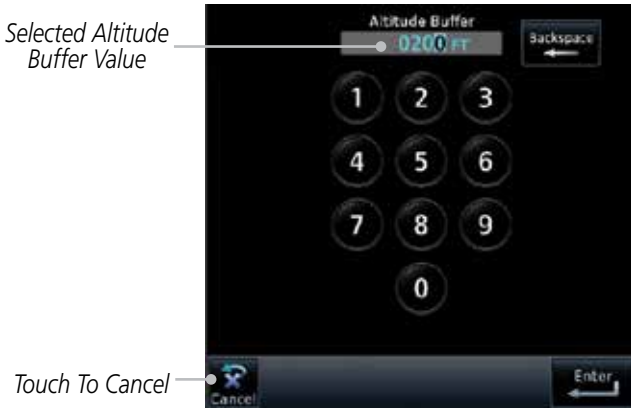 Altitude Buffer
Selected Altitude
Buffer Value
0200 FT
Backspace
1 2 3
4 5 6
7 8 9
0
Touch To Cancel
Cancel
Enter